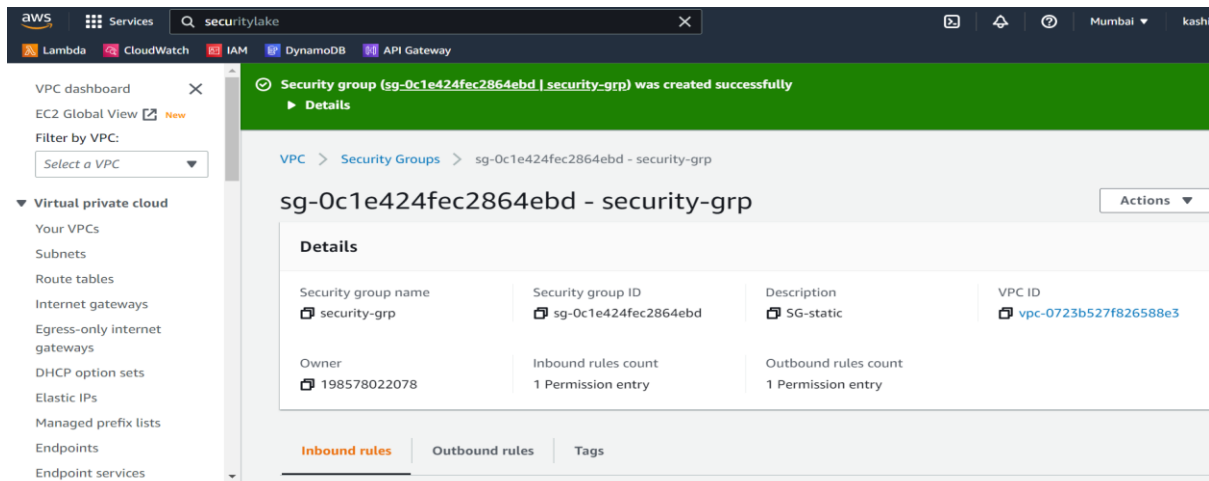 aws Services securitylake Mumbai kashi
Lambda CloudWatch IAM DynamoDB API Gateway
VPC dashboard
EC2 Global View New
Filter by VPC:
Select a VPC
Virtual private cloud
Your VPCs
Subnets
Route tables
Internet gateways
Egress-only internet
gateways
DHCP option sets
Elastic IPs
Managed prefix lists
Endpoints
Endpoint services
Security group (sg-0c1e424fec2864ebd | security-grp) was created successfully
Details
VPC > Security Groups > sg-0c1e424fec2864ebd - security-grp
sg-0c1e424fec2864ebd - security-grp
Actions
Details
Security group name
security-grp
Security group ID
sg-0c1e424fec2864ebd
Description
SG-static
VPC ID
vpc-0723b527f826588e3
Owner
198578022078
Inbound rules count
1 Permission entry
Outbound rules count
1 Permission entry
Inbound rules Outbound rules Tags